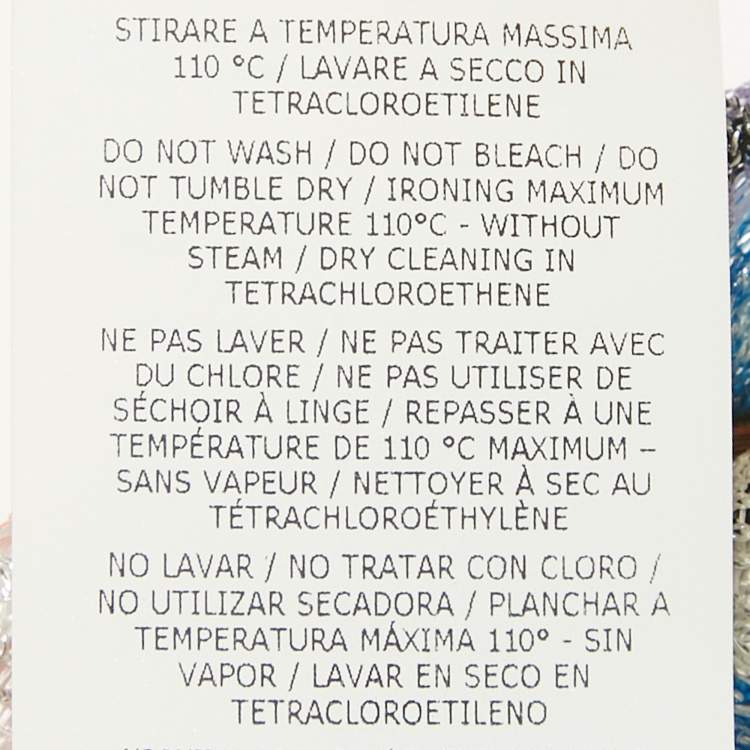 STIRARE A TEMPERATURA MASSIMA
110 °C / LAVARE A SECCO IN
TETRACLOROETILENE
DO NOT WASH / DO NOT BLEACH / DO
NOT TUMBLE DRY / IRONING MAXIMUM
TEMPERATURE 110°C - WITHOUT
STEAM / DRY CLEANING IN
TETRACHLOROETHENE
NE PAS LAVER / NE PAS TRAITER AVEC
DU CHLORE / NE PAS UTILISER DE
SÉCHOIR À LINGE / REPASSER À UNE
TEMPÉRATURE DE 110 °C MAXIMUM –
SANS VAPEUR / NETTOYER À SEC AU
TÉTRACHLOROÉTHYLÈNE
NO LAVAR / NO TRATAR CON CLORO /
NO UTILIZAR SECADORA / PLANCHAR A
TEMPERATURA MÁXIMA 110° - SIN
VAPOR / LAVAR EN SECO EN
TETRACLOROETILENO